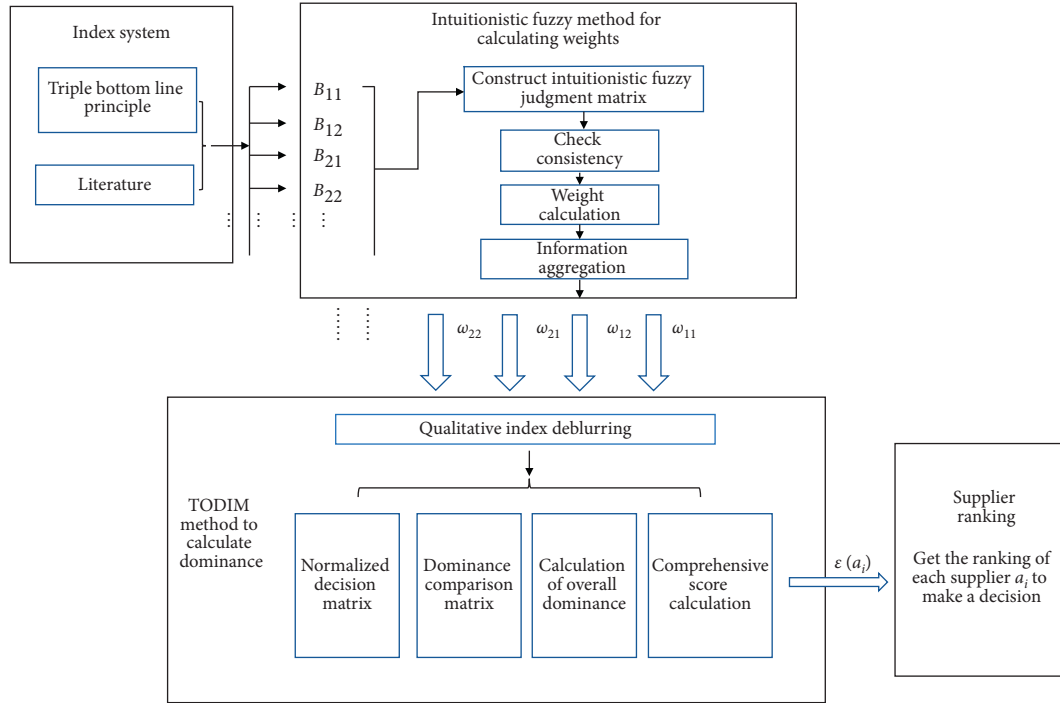 Index system
Triple bottom line
principle
Literature
B11
B12
B21
B22
Intuitionistic fuzzy method for
calculating weights
Construct intuitionistic fuzzy
judgment matrix
Check
consistency
Weight
calculation
Information
aggregation
ω22 ω21 ω12 ω11
TODIM
method to
calculate
dominance
Qualitative index deblurring
Normalized
decision
matrix
Dominance
comparison
matrix
Calculation
of overall
dominance
Comprehensive
score
calculation
ε (ai)
Supplier
ranking
Get the ranking of
each supplier ai to
make a decision